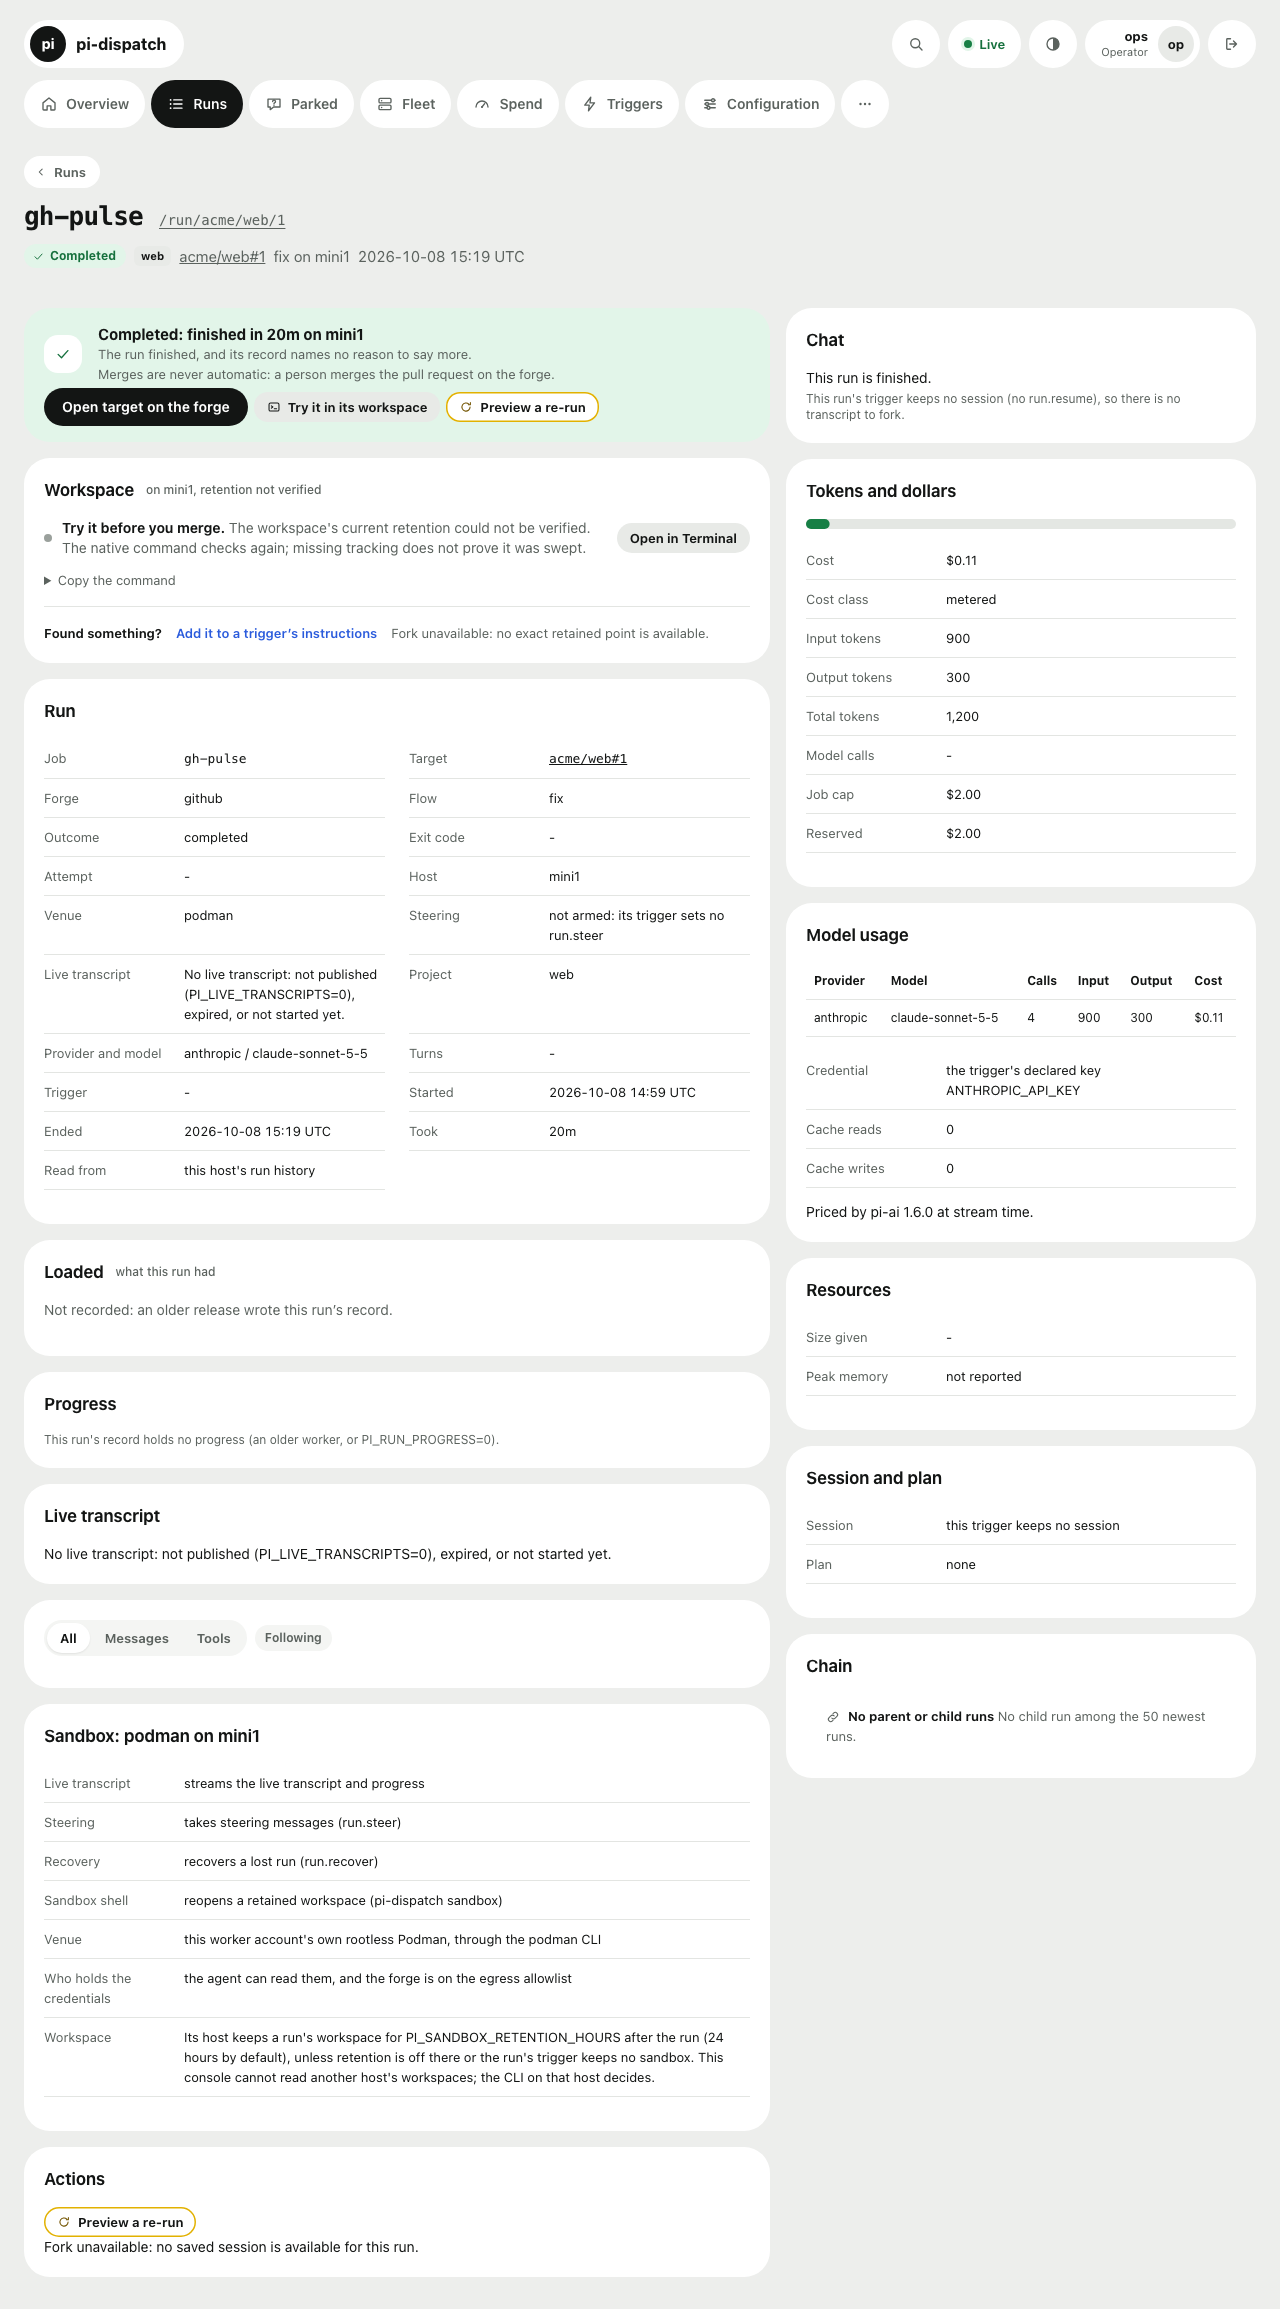 pi pi-dispatch
Live
ops
Operator
op
Overview Runs Parked Fleet Spend Triggers Configuration ...
Runs
gh-pulse /run/acme/web/1
Completed web acme/web#1 fix on mini1 2026-10-08 15:19 UTC
Completed: finished in 20m on mini1
The run finished, and its record names no reason to say more.
Merges are never automatic: a person merges the pull request on the forge.
Open target on the forge Try it in its workspace Preview a re-run
Workspace on mini1, retention not verified
Try it before you merge. The workspace's current retention could not be verified.
The native command checks again; missing tracking does not prove it was swept.
Open in Terminal
Copy the command
Found something? Add it to a trigger's instructions Fork unavailable: no exact retained point is available.
Run
Job gh-pulse
Target acme/web#1
Forge github
Flow fix
Outcome completed
Exit code -
Attempt -
Host mini1
Venue podman
Steering not armed: its trigger sets no
run.steer
Live transcript No live transcript: not published
(PI_LIVE_TRANSCRIPTS=0),
expired, or not started yet.
Project web
Provider and model anthropic / claude-sonnet-5-5
Turns -
Trigger -
Started 2026-10-08 14:59 UTC
Ended 2026-10-08 15:19 UTC
Took 20m
Read from this host's run history
Loaded what this run had
Not recorded: an older release wrote this run's record.
Progress
This run's record holds no progress (an older worker, or PI_RUN_PROGRESS=0).
Live transcript
No live transcript: not published (PI_LIVE_TRANSCRIPTS=0), expired, or not started yet.
All Messages Tools Following
Sandbox: podman on mini1
Live transcript streams the live transcript and progress
Steering takes steering messages (run.steer)
Recovery recovers a lost run (run.recover)
Sandbox shell reopens a retained workspace (pi-dispatch sandbox)
Venue this worker account's own rootless Podman, through the podman CLI
Who holds the
credentials
the agent can read them, and the forge is on the egress allowlist
Workspace Its host keeps a run's workspace for PI_SANDBOX_RETENTION_HOURS after the run (24
hours by default), unless retention is off there or the run's trigger keeps no sandbox. This
console cannot read another host's workspaces; the CLI on that host decides.
Actions
Preview a re-run
Fork unavailable: no saved session is available for this run.
Chat
This run is finished.
This run's trigger keeps no session (no run.resume), so there is no
transcript to fork.
Tokens and dollars
Cost $0.11
Cost class metered
Input tokens 900
Output tokens 300
Total tokens 1,200
Model calls -
Job cap $2.00
Reserved $2.00
Model usage
Provider Model Calls Input Output Cost
anthropic claude-sonnet-5-5 4 900 300 $0.11
Credential the trigger's declared key
ANTHROPIC_API_KEY
Cache reads 0
Cache writes 0
Priced by pi-ai 1.6.0 at stream time.
Resources
Size given -
Peak memory not reported
Session and plan
Session this trigger keeps no session
Plan none
Chain
No parent or child runs No child run among the 50 newest
runs.